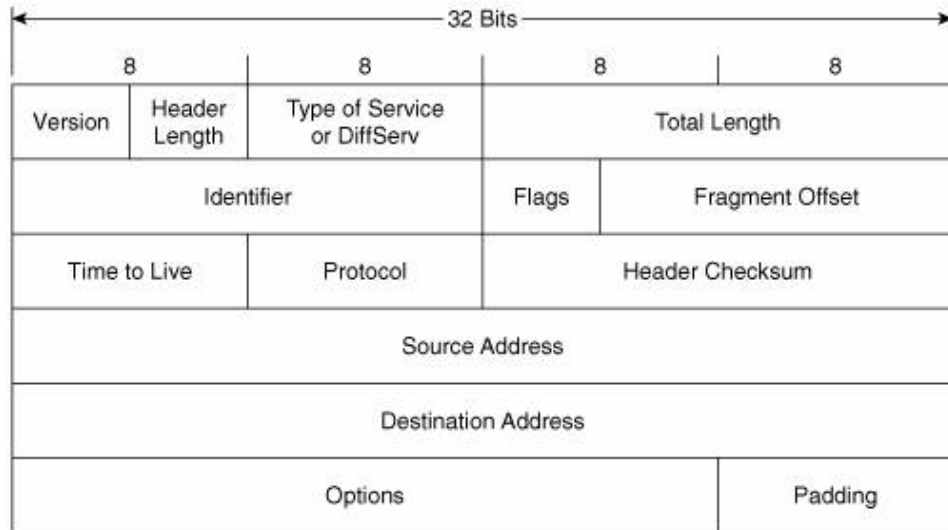 32 Bits
8 8 8 8
Version
Header
Length
Type of Service
or DiffServ
Total Length
Identifier
Flags
Fragment Offset
Time to Live
Protocol
Header Checksum
Source Address
Destination Address
Options
Padding